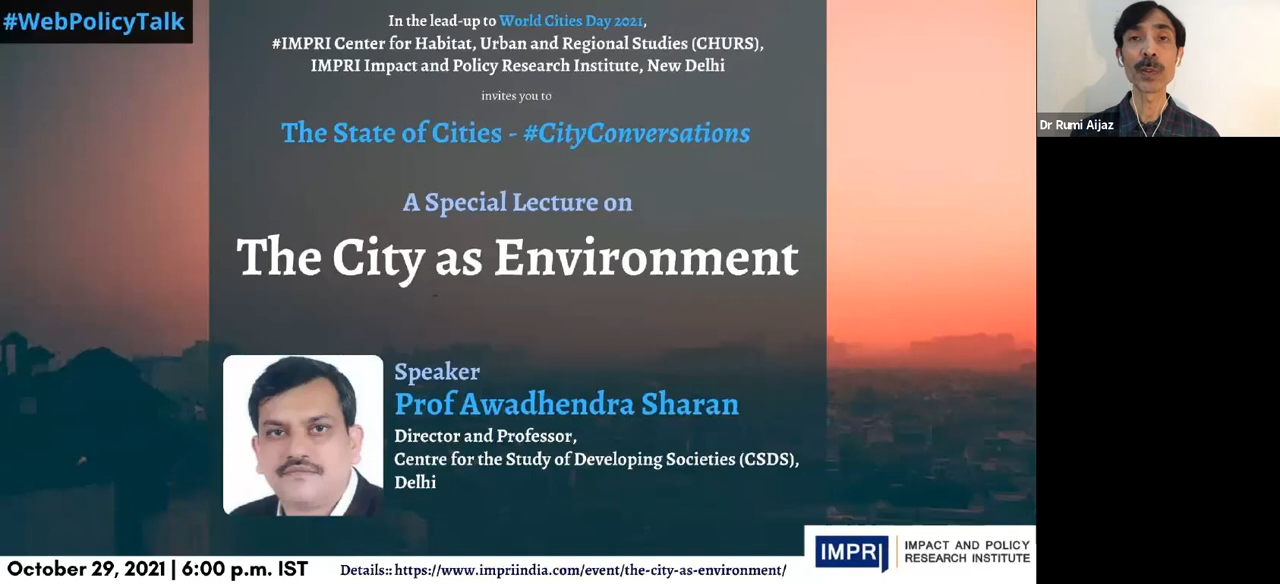 #WebPolicyTalk
In the lead-up to World Cities Day 2021,
#IMPRI Center for Habitat, Urban and Regional Studies (CHURS),
IMPRI Impact and Policy Research Institute, New Delhi
invites you to
The State of Cities - #CityConversations
A Special Lecture on
The City as Environment
Speaker
Prof Awadhendra Sharan
Director and Professor,
Centre for the Study of Developing Societies (CSDS),
Delhi
IMPRI
IMPACT AND POLICY
RESEARCH INSTITUTE
October 29, 2021 | 6:00 p.m. IST
Details:: https://www.impriindia.com/event/the-city-as-environment/
Dr Rumi Aijaz